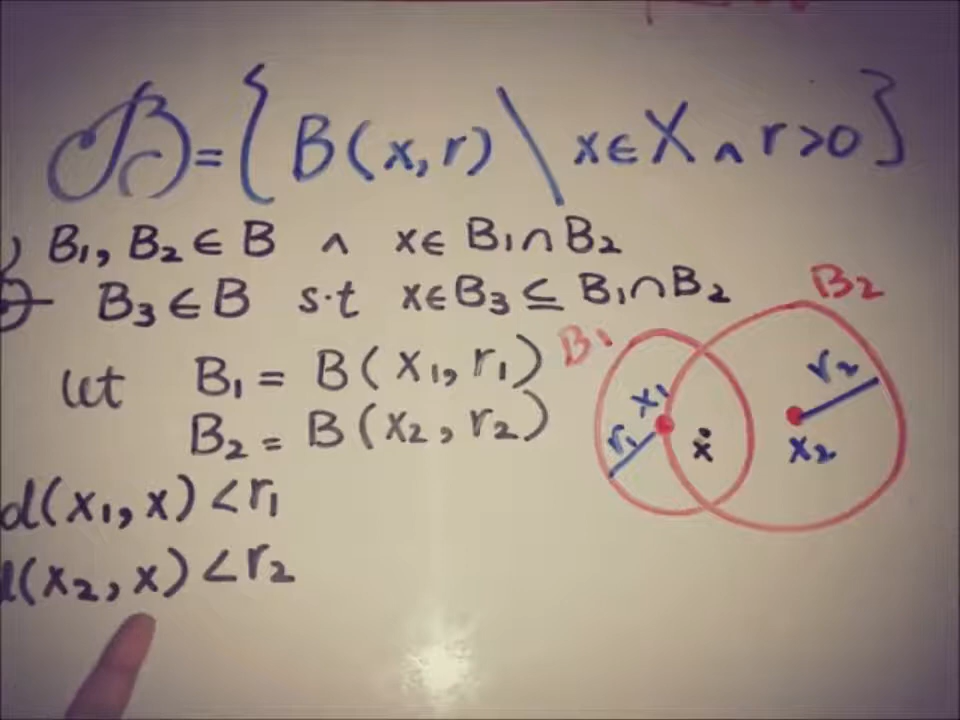 B = { B(x,r) \ x∈X ∧ r>0 }
) B₁, B₂ ∈ B ∧ x∈ B₁∩B₂
B₃ ∈ B s.t x∈B₃ ⊆ B₁∩B₂
let B₁ = B(x₁, r₁)
B₂ = B(x₂, r₂)
d(x₁, x) < r₁
d(x₂, x) < r₂
B₁
B₂
x₁
r₁
x
r₂
x₂